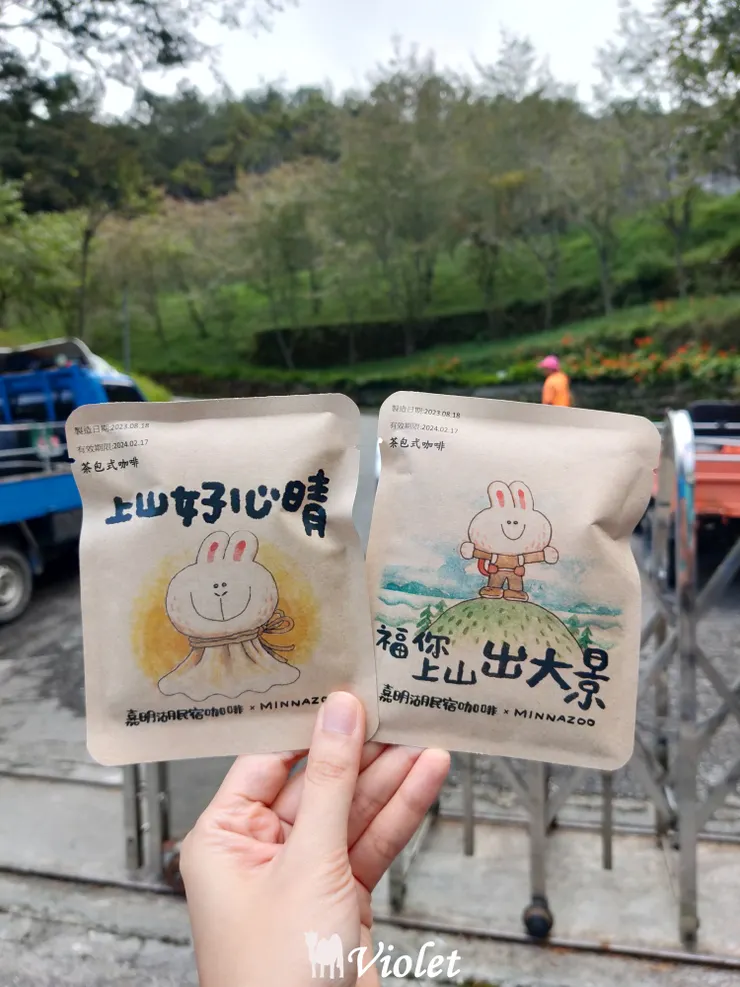 製造日期:2023.08.18
有效期限:2024.02.17
茶包式咖啡
上山好心晴
嘉明湖民宿咖啡 × MINNAZOO
製造日期:2023.08.18
有效期限:2024.02.17
茶包式咖啡
福你
上山出大景
嘉明湖民宿咖啡 × MINNAZOO
Violet